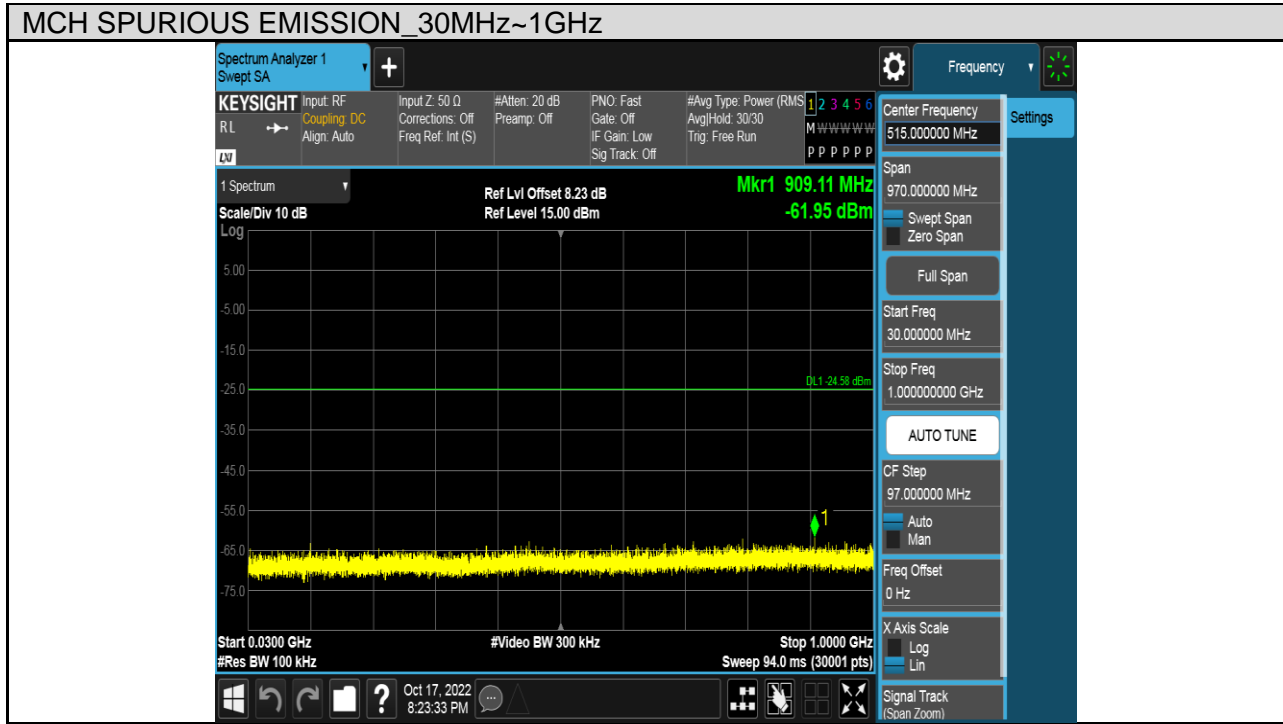 MCH SPURIOUS EMISSION_30MHz~1GHz
Spectrum Analyzer 1
Swept SA
+
Frequency
KEYSIGHT
RL
LXI
Input: RF
Coupling: DC
Align: Auto
Input Z: 50 Ω
Corrections: Off
Freq Ref: Int (S)
#Atten: 20 dB
Preamp: Off
PNO: Fast
Gate: Off
IF Gain: Low
Sig Track: Off
#Avg Type: Power (RMS
Avg|Hold: 30/30
Trig: Free Run
1 2 3 4 5 6
M W W W W W
P P P P P P
1 Spectrum
Scale/Div 10 dB
Log
Ref Lvl Offset 8.23 dB
Ref Level 15.00 dBm
Mkr1 909.11 MHz
-61.95 dBm
5.00
-5.00
-15.0
-25.0
DL1 -24.58 dBm
-35.0
-45.0
-55.0
1
-65.0
-75.0
Start 0.0300 GHz
#Res BW 100 kHz
#Video BW 300 kHz
Stop 1.0000 GHz
Sweep 94.0 ms (30001 pts)
Oct 17, 2022
8:23:33 PM
?
Center Frequency
515.000000 MHz
Settings
Span
970.000000 MHz
Swept Span
Zero Span
Full Span
Start Freq
30.000000 MHz
Stop Freq
1.000000000 GHz
AUTO TUNE
CF Step
97.000000 MHz
Auto
Man
Freq Offset
0 Hz
X Axis Scale
Log
Lin
Signal Track
(Span Zoom)